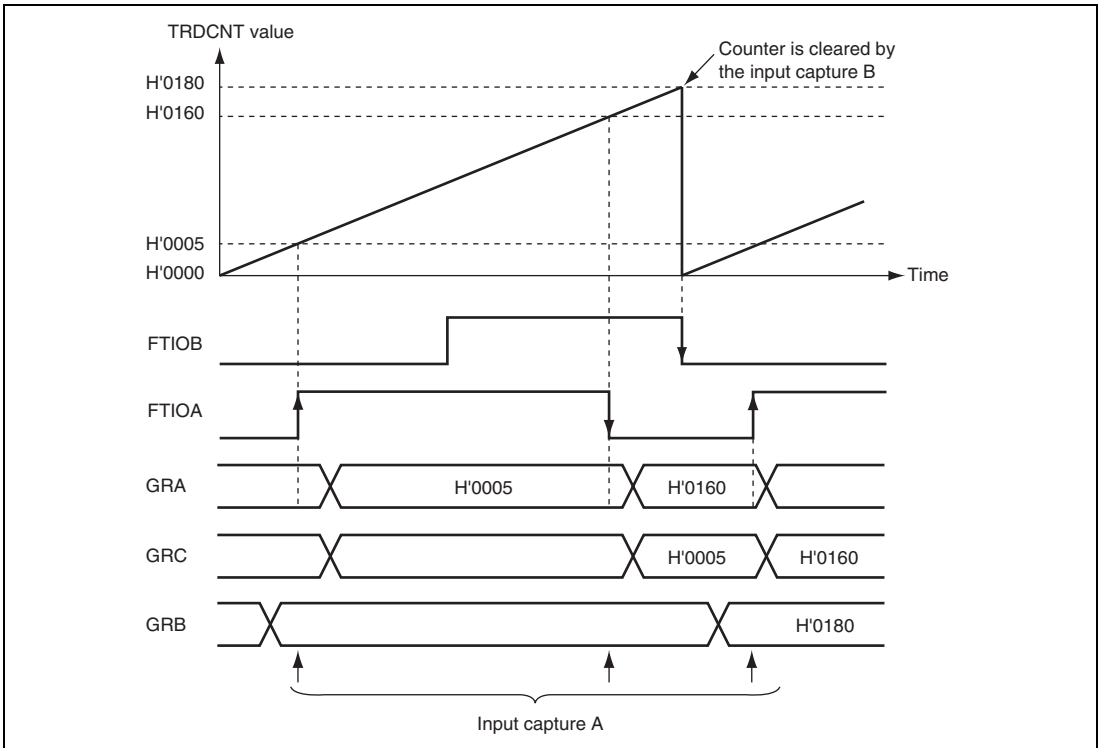 TRDCNT value
Counter is cleared by
the input capture B
H'0180
H'0160
H'0005
H'0000
Time
FTIOB
FTIOA
GRA
H'0005
H'0160
GRC
H'0005
H'0160
GRB
H'0180
Input capture A